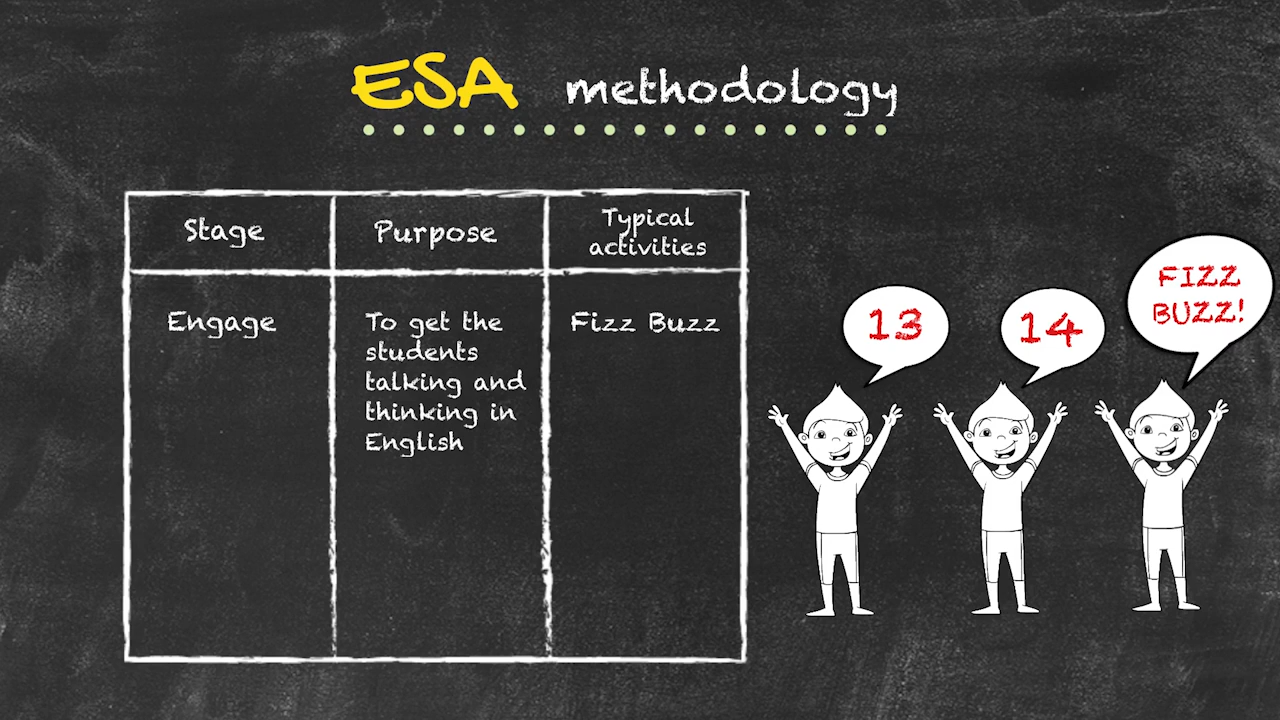 ESA methodology
Stage
Purpose
Typical
activities
Engage
To get the
students
talking and
thinking in
English
Fizz Buzz
13
14
FIZZ
BUZZ!